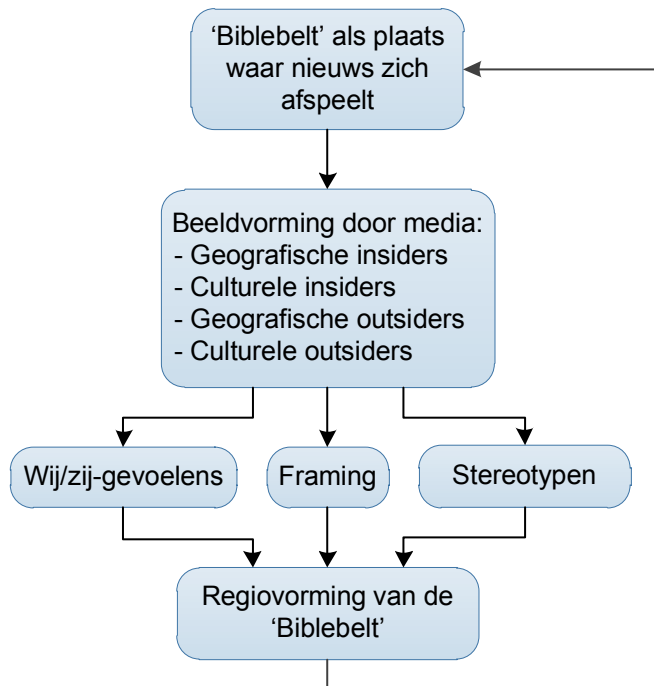 ‘Biblebelt’ als plaats
waar nieuws zich
afspeelt
Beeldvorming door media:
- Geografische insiders
- Culturele insiders
- Geografische outsiders
- Culturele outsiders
Wij/zij-gevoelens
Framing
Stereotypen
Regiovorming van de
‘Biblebelt’